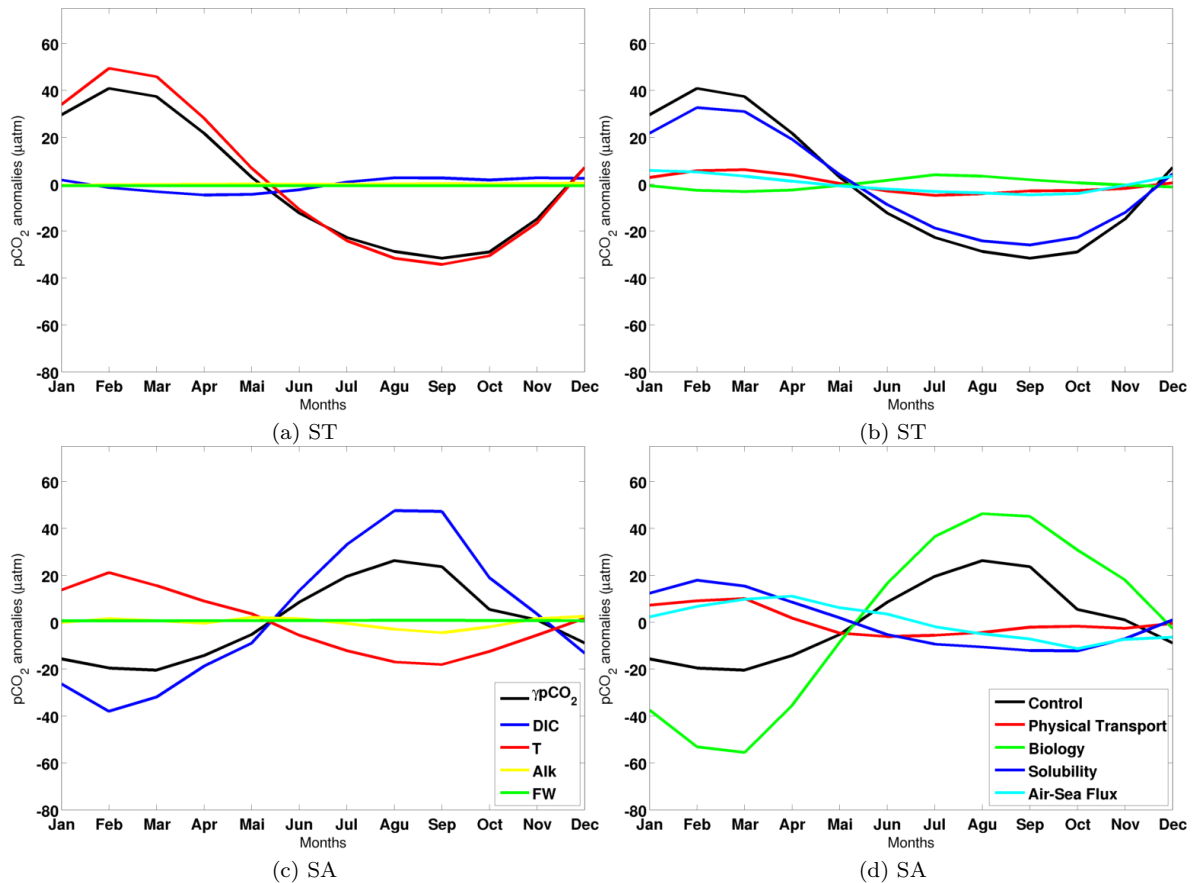 60
40
20
0
-20
-40
-60
-80
pCO₂ anomalies (µatm)
Jan Feb Mar Apr Mai Jun Jul Agu Sep Oct Nov Dec
Months
(a) ST
60
40
20
0
-20
-40
-60
-80
pCO₂ anomalies (µatm)
Jan Feb Mar Apr Mai Jun Jul Agu Sep Oct Nov Dec
Months
(b) ST
60
40
20
0
-20
-40
-60
-80
pCO₂ anomalies (µatm)
γpCO₂
DIC
T
Alk
FW
Jan Feb Mar Apr Mai Jun Jul Agu Sep Oct Nov Dec
Months
(c) SA
60
40
20
0
-20
-40
-60
-80
pCO₂ anomalies (µatm)
Control
Physical Transport
Biology
Solubility
Air-Sea Flux
Jan Feb Mar Apr Mai Jun Jul Agu Sep Oct Nov Dec
Months
(d) SA